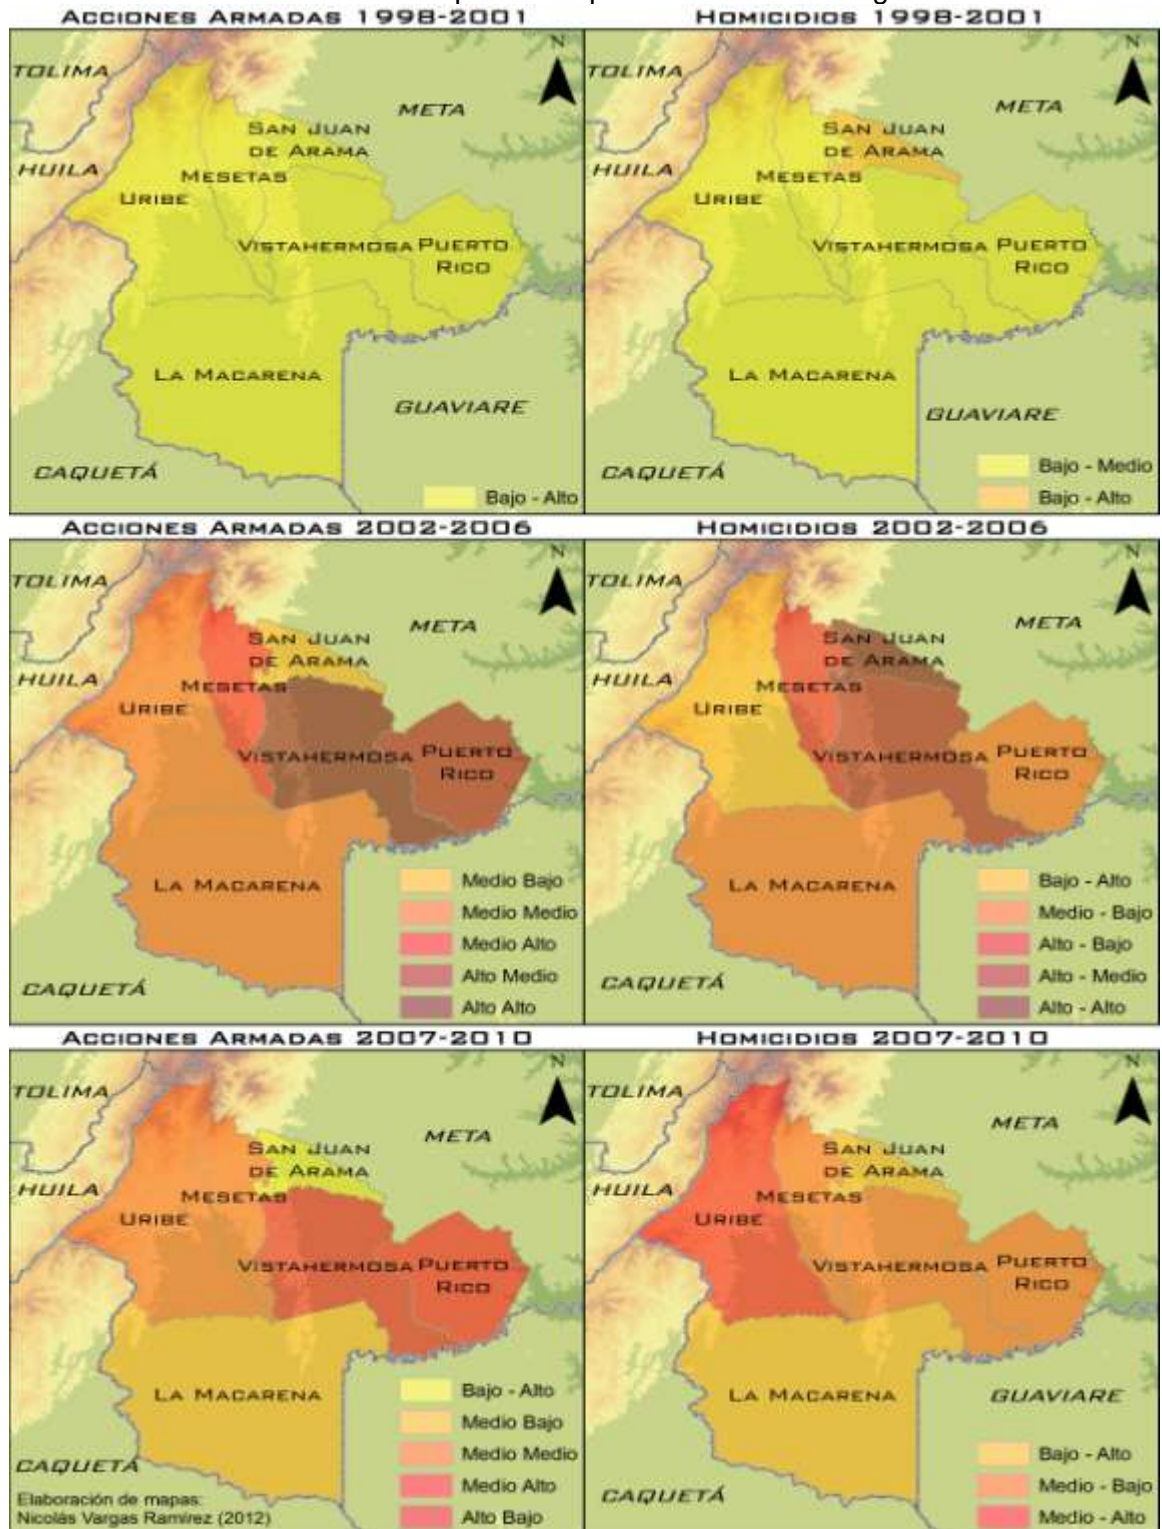 ACCIONES ARMADAS 1998-2001
TOLIMA
META
SAN JUAN
DE ARAMA
HUILA
MESETAS
URIBE
VISTAHERMOSA
PUERTO
RICO
LA MACARENA
GUAVIARE
CAQUETÁ
Bajo - Alto
N
HOMICIDIOS 1998-2001
TOLIMA
META
SAN JUAN
DE ARAMA
HUILA
MESETAS
URIBE
VISTAHERMOSA
PUERTO
RICO
LA MACARENA
GUAVIARE
CAQUETÁ
Bajo - Medio
Bajo - Alto
N
ACCIONES ARMADAS 2002-2006
TOLIMA
META
SAN JUAN
DE ARAMA
HUILA
MESETAS
URIBE
VISTAHERMOSA
PUERTO
RICO
LA MACARENA
CAQUETÁ
Medio Bajo
Medio Medio
Medio Alto
Alto Medio
Alto Alto
N
HOMICIDIOS 2002-2006
TOLIMA
META
SAN JUAN
DE ARAMA
HUILA
MESETAS
URIBE
VISTAHERMOSA
PUERTO
RICO
LA MACARENA
CAQUETÁ
Bajo - Alto
Medio - Bajo
Alto - Bajo
Alto - Medio
Alto - Alto
N
ACCIONES ARMADAS 2007-2010
TOLIMA
META
SAN JUAN
DE ARAMA
HUILA
MESETAS
URIBE
VISTAHERMOSA
PUERTO
RICO
LA MACARENA
CAQUETÁ
Elaboración de mapas:
Nicolás Vargas Ramírez (2012)
Bajo - Alto
Medio Bajo
Medio Medio
Medio Alto
Alto Bajo
N
HOMICIDIOS 2007-2010
TOLIMA
META
SAN JUAN
DE ARAMA
HUILA
MESETAS
URIBE
VISTAHERMOSA
PUERTO
RICO
LA MACARENA
GUAVIARE
CAQUETÁ
Bajo - Alto
Medio - Bajo
Medio - Alto
N